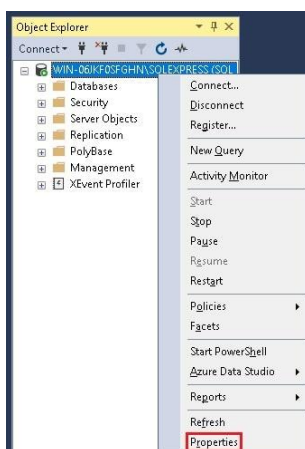 Object Explorer
Connect
WIN-06JKF0SFGHN\SQLEXPRESS (SQL
Databases
Security
Server Objects
Replication
PolyBase
Management
XEvent Profiler
Connect...
Disconnect
Register...
New Query
Activity Monitor
Start
Stop
Pause
Resume
Restart
Policies
Facets
Start PowerShell
Azure Data Studio
Reports
Refresh
Properties